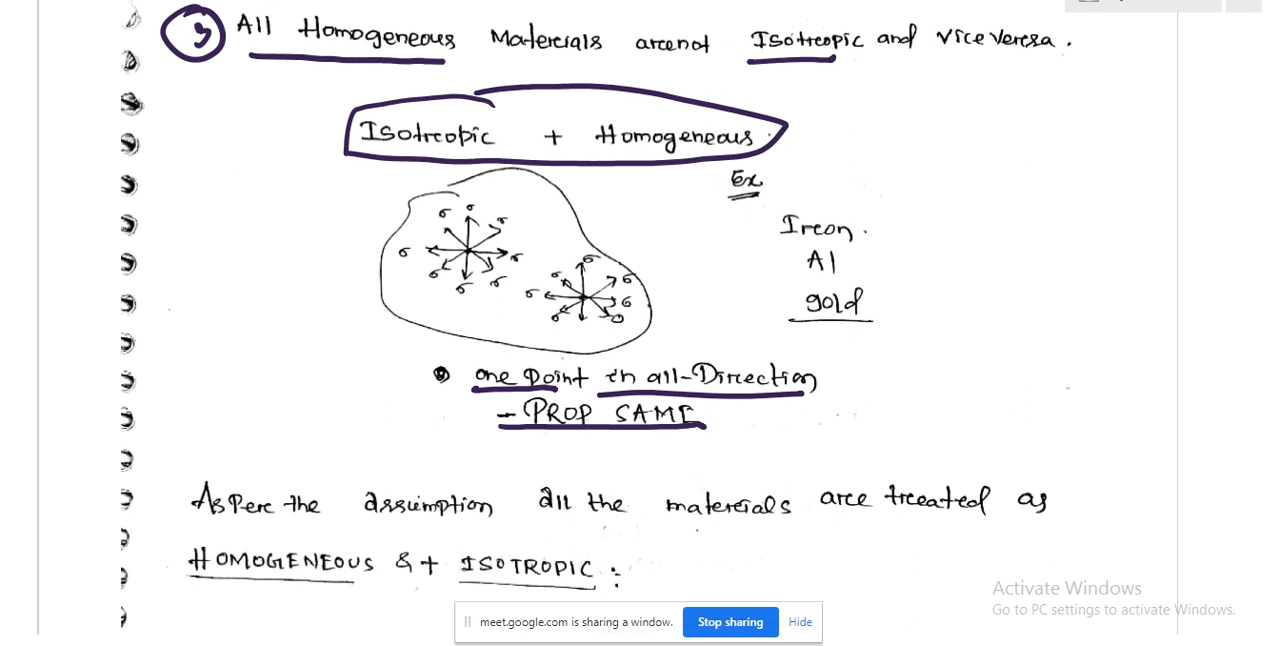 3 All Homogeneous Materials are not Isotropic and Vice Versa.
Isotropic + Homogeneous
Ex
Iron.
Al
gold
σ σ σ
σ σ
σ σ σ
σ σ σ
σ σ
σ σ
• one point in all-Direction
- PROP SAME
As Per the assumption all the materials are treated as
HOMOGENEOUS & + ISOTROPIC :
Activate Windows
Go to PC settings to activate Windows.
meet.google.com is sharing a window. Stop sharing Hide